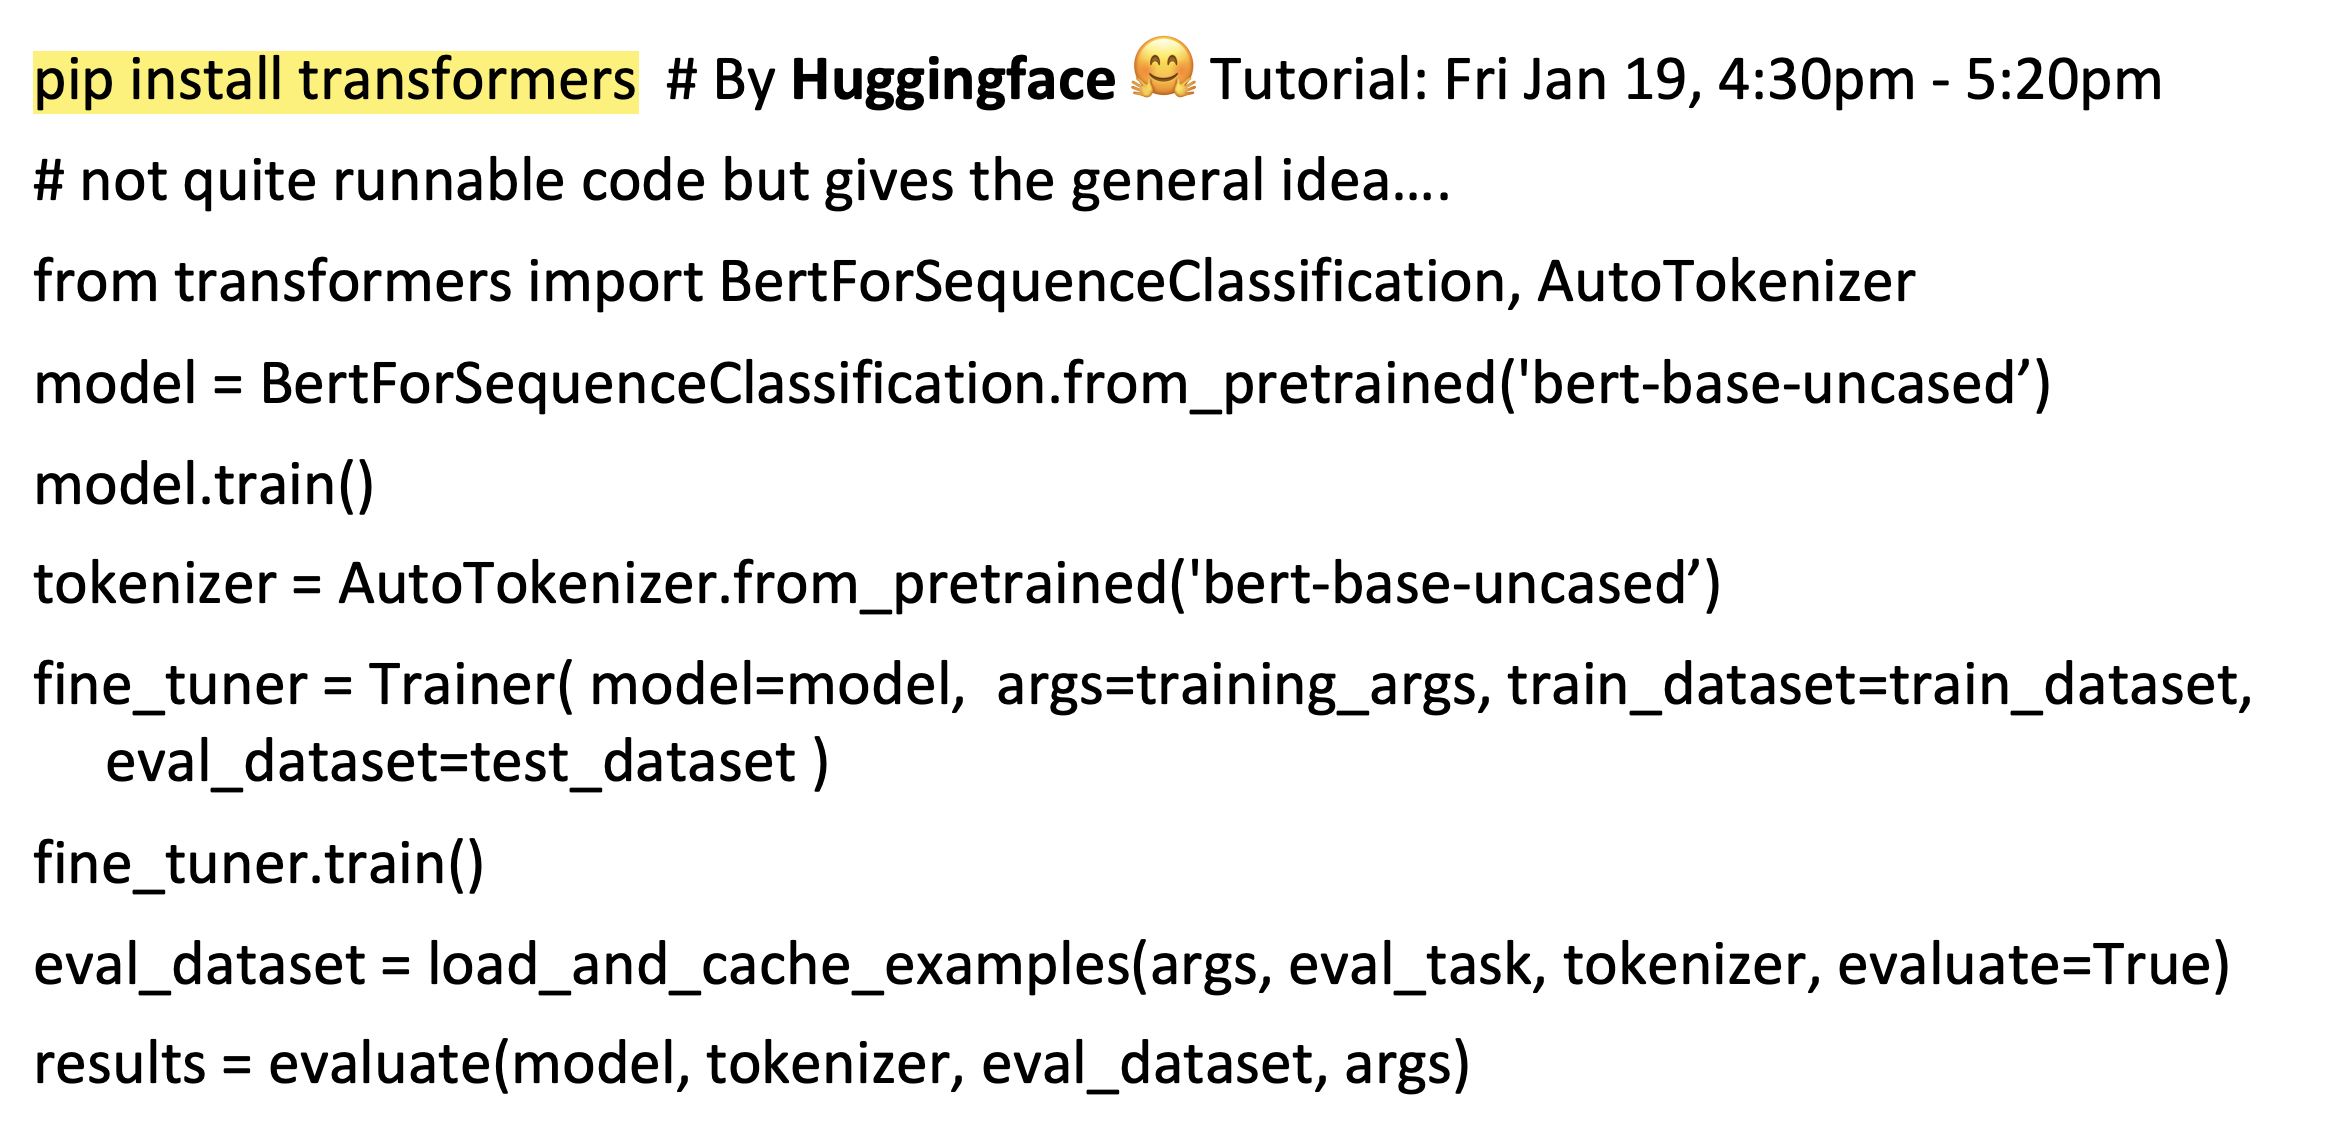 pip install transformers  # By Huggingface 🤗 Tutorial: Fri Jan 19, 4:30pm - 5:20pm
# not quite runnable code but gives the general idea….
from transformers import BertForSequenceClassification, AutoTokenizer
model = BertForSequenceClassification.from_pretrained('bert-base-uncased’)
model.train()
tokenizer = AutoTokenizer.from_pretrained('bert-base-uncased’)
fine_tuner = Trainer( model=model,  args=training_args, train_dataset=train_dataset,
eval_dataset=test_dataset )
fine_tuner.train()
eval_dataset = load_and_cache_examples(args, eval_task, tokenizer, evaluate=True)
results = evaluate(model, tokenizer, eval_dataset, args)